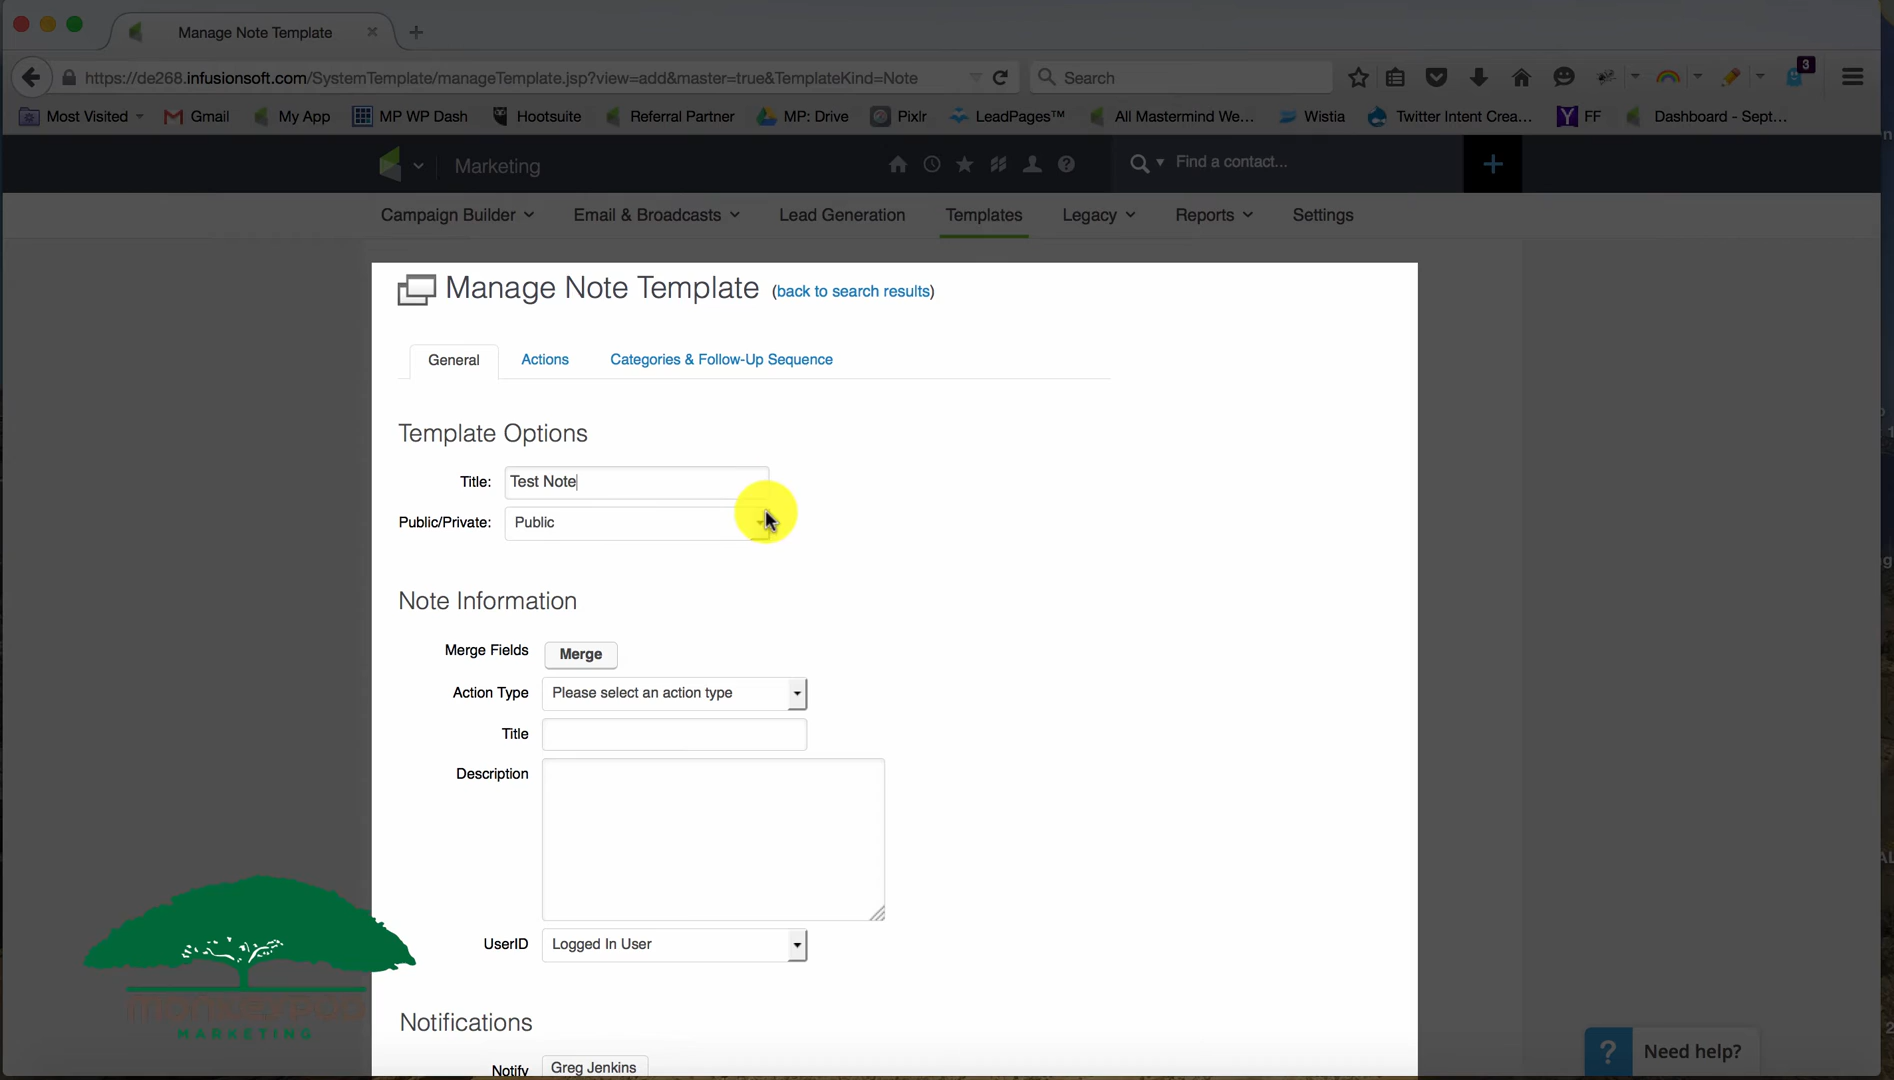 Manage Note Template
https://de268.infusionsoft.com/SystemTemplate/manageTemplate.jsp?view=add&master=true&TemplateKind=Note
Search
3
Most Visited Gmail My App MP WP Dash Hootsuite Referral Partner MP: Drive Pixlr LeadPages™ All Mastermind We... Wistia Twitter Intent Crea... FF Dashboard - Sept...
Marketing
Find a contact...
Campaign Builder Email & Broadcasts Lead Generation Templates Legacy Reports Settings
Manage Note Template (back to search results)
General Actions Categories & Follow-Up Sequence
Template Options
Title: Test Note
Public/Private: Public
Note Information
Merge Fields Merge
Action Type Please select an action type
Title
Description
UserID Logged In User
Notifications
Notify Greg Jenkins
MONKEYPOD
MARKETING
? Need help?